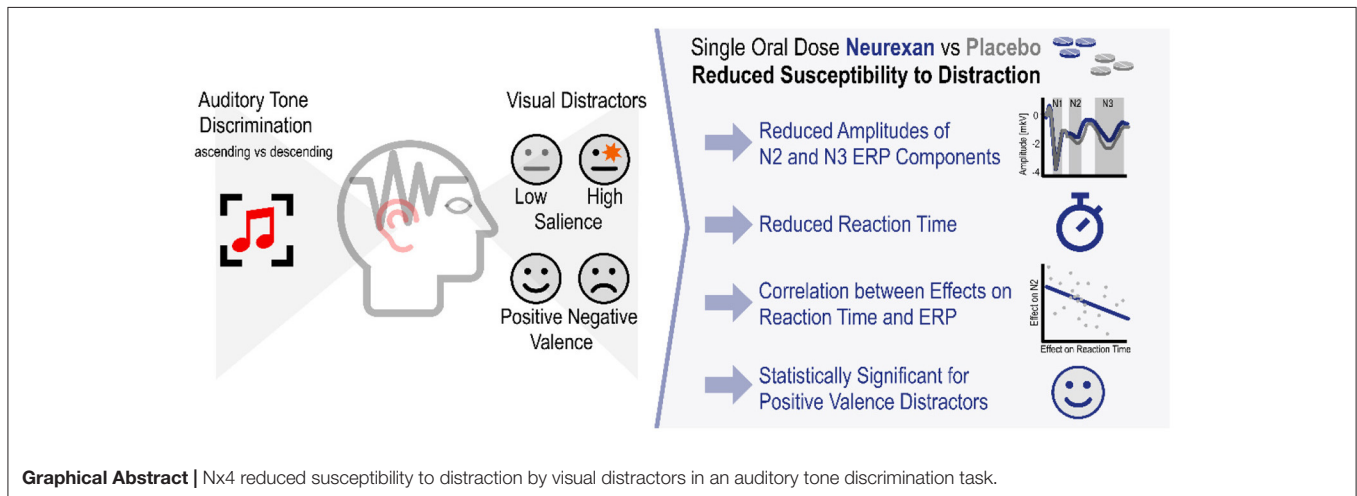 Auditory Tone
Discrimination
ascending vs descending
Visual Distractors
Low High
Salience
Positive Negative
Valence
Single Oral Dose Neurexan vs Placebo
Reduced Susceptibility to Distraction
Reduced Amplitudes of
N2 and N3 ERP Components
Amplitude [mkV]
0
-2
-4
N1 N2 N3
Reduced Reaction Time
Correlation between Effects on
Reaction Time and ERP
Effect on N2
Effect on Reaction Time
Statistically Significant for
Positive Valence Distractors
Graphical Abstract | Nx4 reduced susceptibility to distraction by visual distractors in an auditory tone discrimination task.